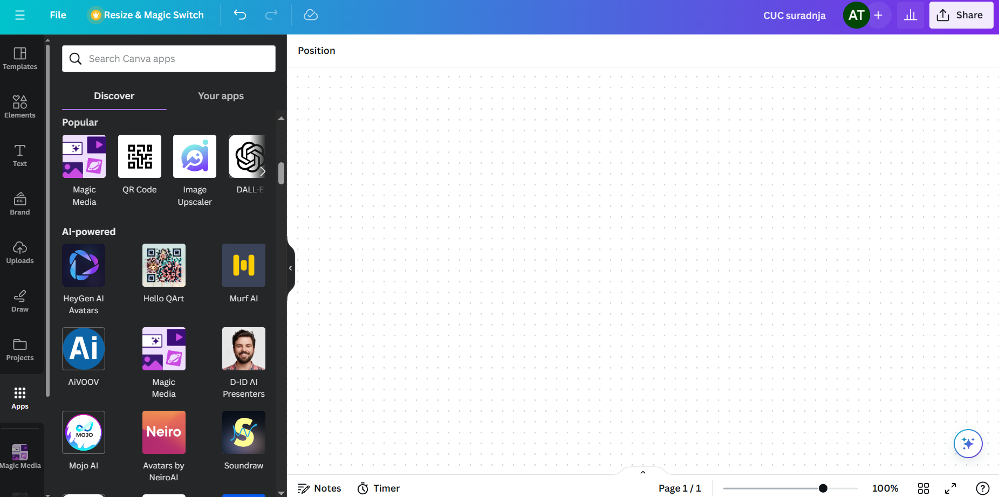 File
Resize & Magic Switch
CUC suradnja
AT
Share
Templates
Elements
Text
CO.
Brand
Uploads
Draw
Projects
Apps
Magic Media
Search Canva apps
Discover
Your apps
Popular
Magic
Media
QR Code
Image
Upscaler
DALL·E
AI-powered
HeyGen AI
Avatars
Hello QArt
Murf AI
Ai
AiVOOV
Magic
Media
D-ID AI
Presenters
MOJO
Mojo AI
Neiro
Avatars by
NeiroAI
S
Soundraw
Position
Notes
Timer
Page 1 / 1
100%